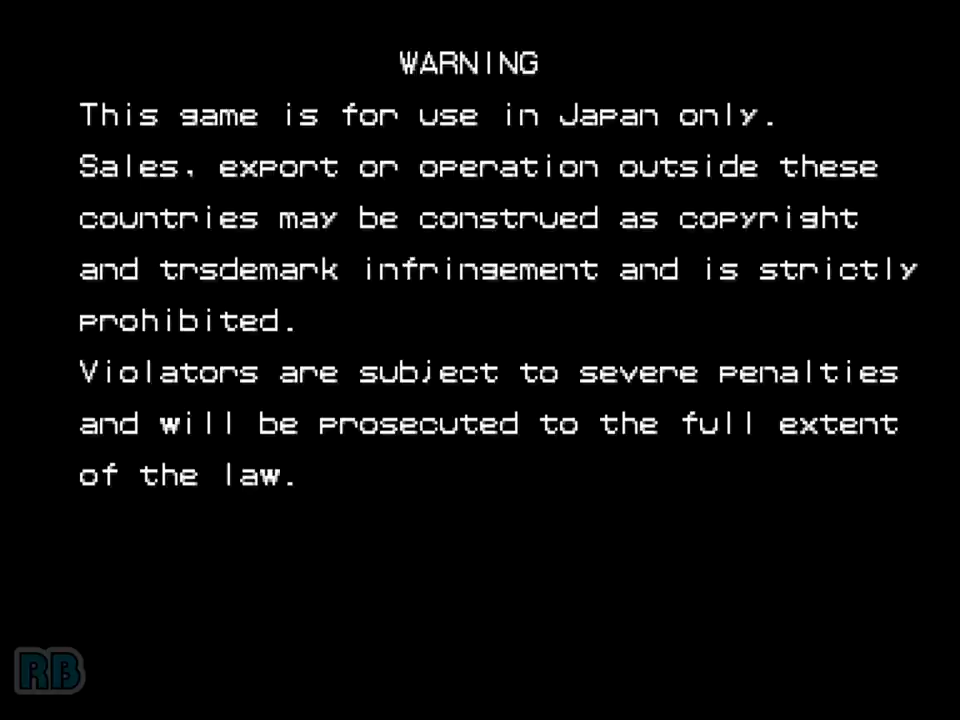 WARNING
This game is for use in Japan only.
Sales, export or operation outside these
countries may be construed as copyright
and trsdemark infringement and is strictly
prohibited.
Violators are subject to severe penalties
and will be prosecuted to the full extent
of the law.
RB